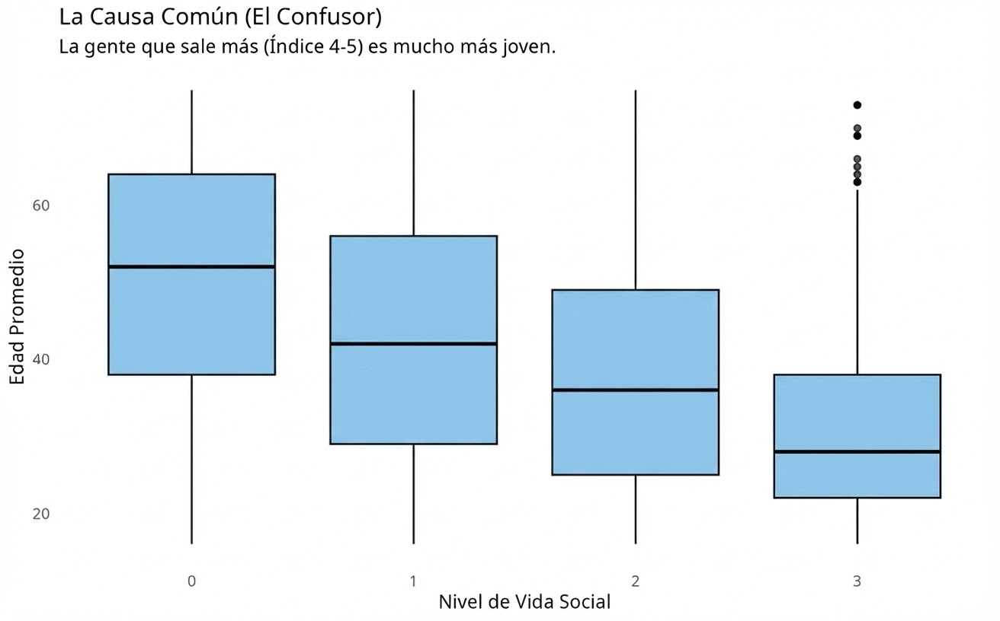 La Causa Común (El Confusor)
La gente que sale más (Índice 4-5) es mucho más joven.
Edad Promedio
60
40
20
0
1
2
3
Nivel de Vida Social